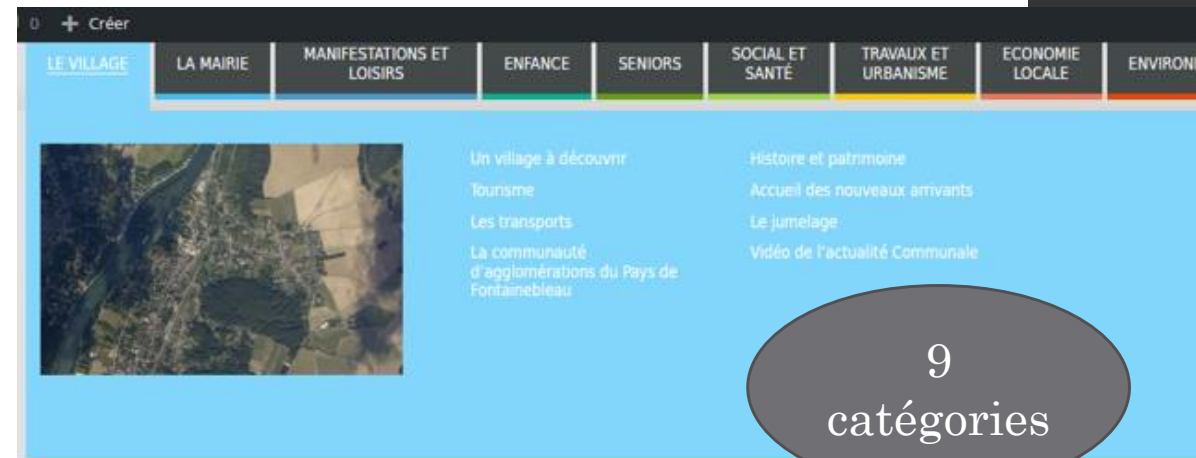 0 + Créer
LE VILLAGE
LA MAIRIE
MANIFESTATIONS ET
LOISIRS
ENFANCE
SENIORS
SOCIAL ET
SANTÉ
TRAVAUX ET
URBANISME
ECONOMIE
LOCALE
ENVIRON
Un village à découvrir
Tourisme
Les transports
La communauté
d'agglomérations du Pays de
Fontainebleau
Histoire et patrimoine
Accueil des nouveaux arrivants
Le jumelage
Vidéo de l'actualité Communale
9
catégories